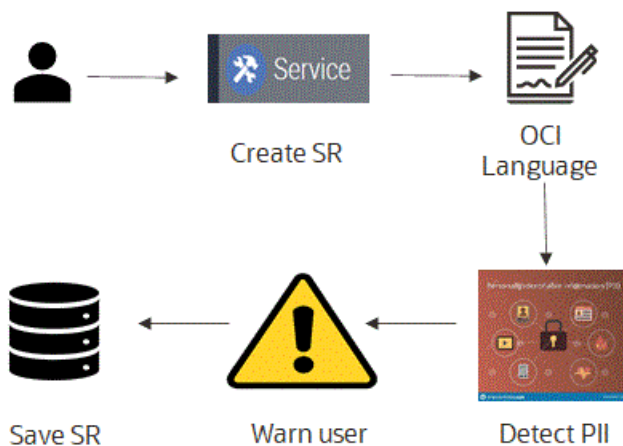 Service
Create SR
OCI
Language
Save SR
Warn user
Detect PII